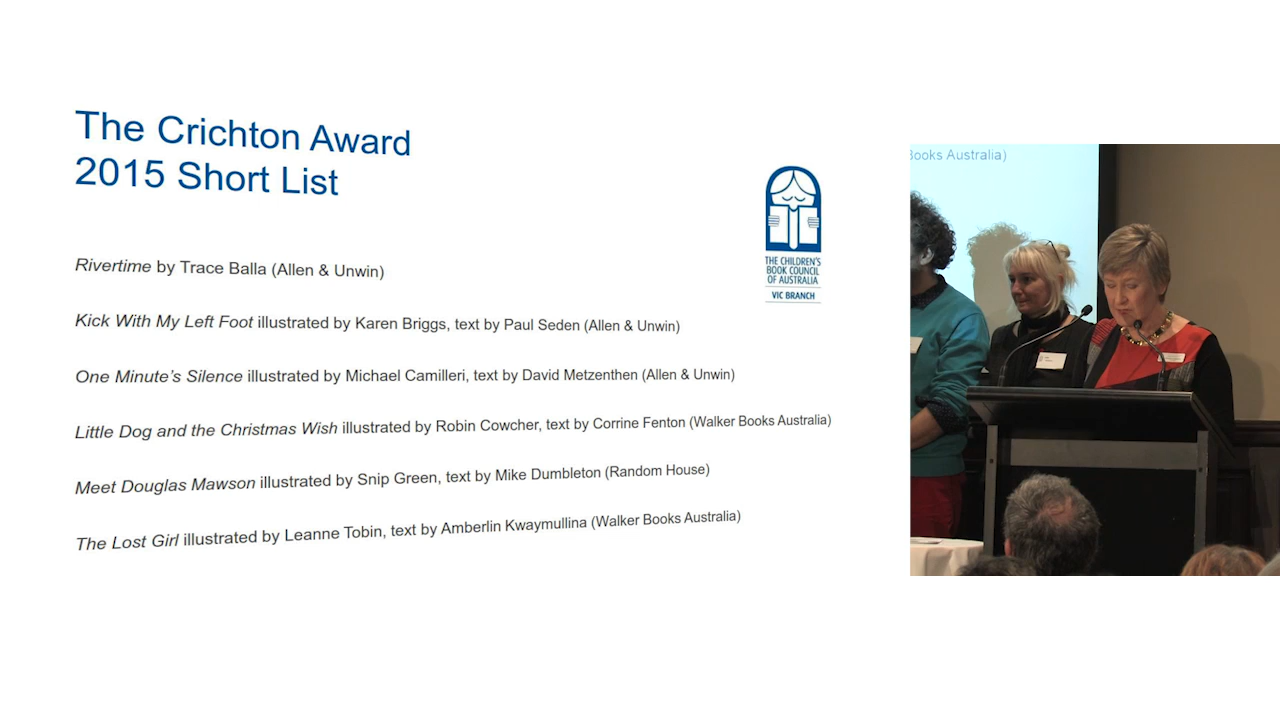 The Crichton Award
2015 Short List
THE CHILDREN'S
BOOK COUNCIL
OF AUSTRALIA
VIC BRANCH
Rivertime by Trace Balla (Allen & Unwin)
Kick With My Left Foot illustrated by Karen Briggs, text by Paul Seden (Allen & Unwin)
One Minute's Silence illustrated by Michael Camilleri, text by David Metzenthen (Allen & Unwin)
Little Dog and the Christmas Wish illustrated by Robin Cowcher, text by Corrine Fenton (Walker Books Australia)
Meet Douglas Mawson illustrated by Snip Green, text by Mike Dumbleton (Random House)
The Lost Girl illustrated by Leanne Tobin, text by Amberlin Kwaymullina (Walker Books Australia)
Books Australia)